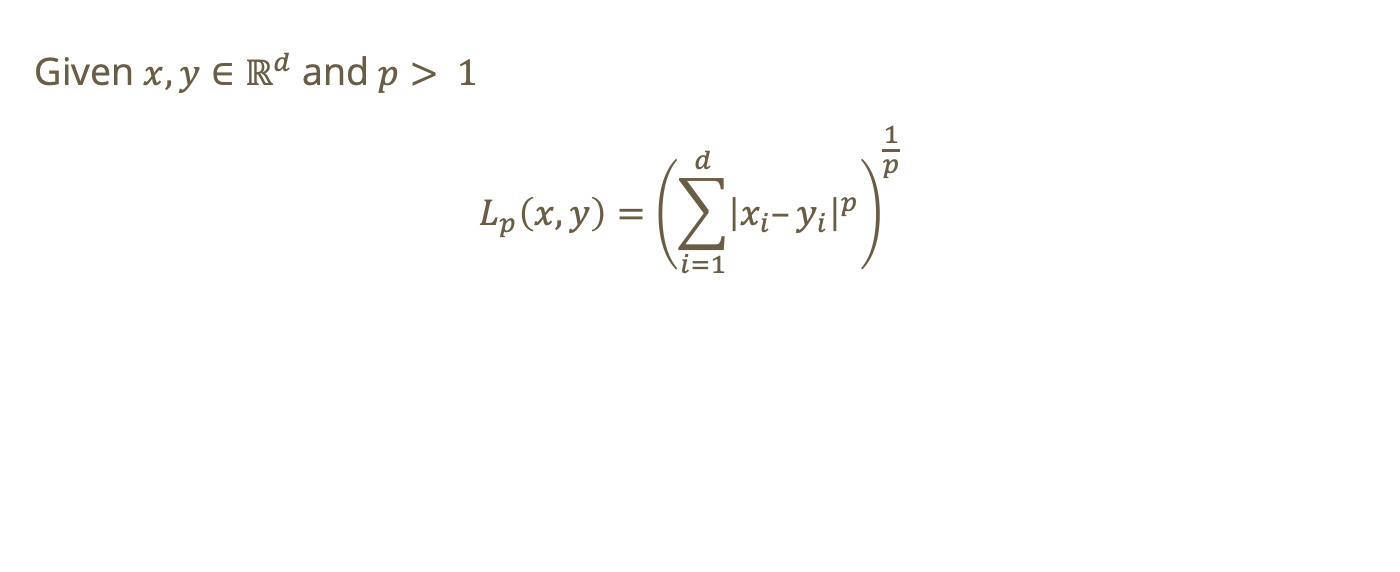 Given x, y ∈ ℝ^d and p > 1
L_p(x, y) = (∑_{i=1}^{d} |x_i − y_i|^p)^{1/p}